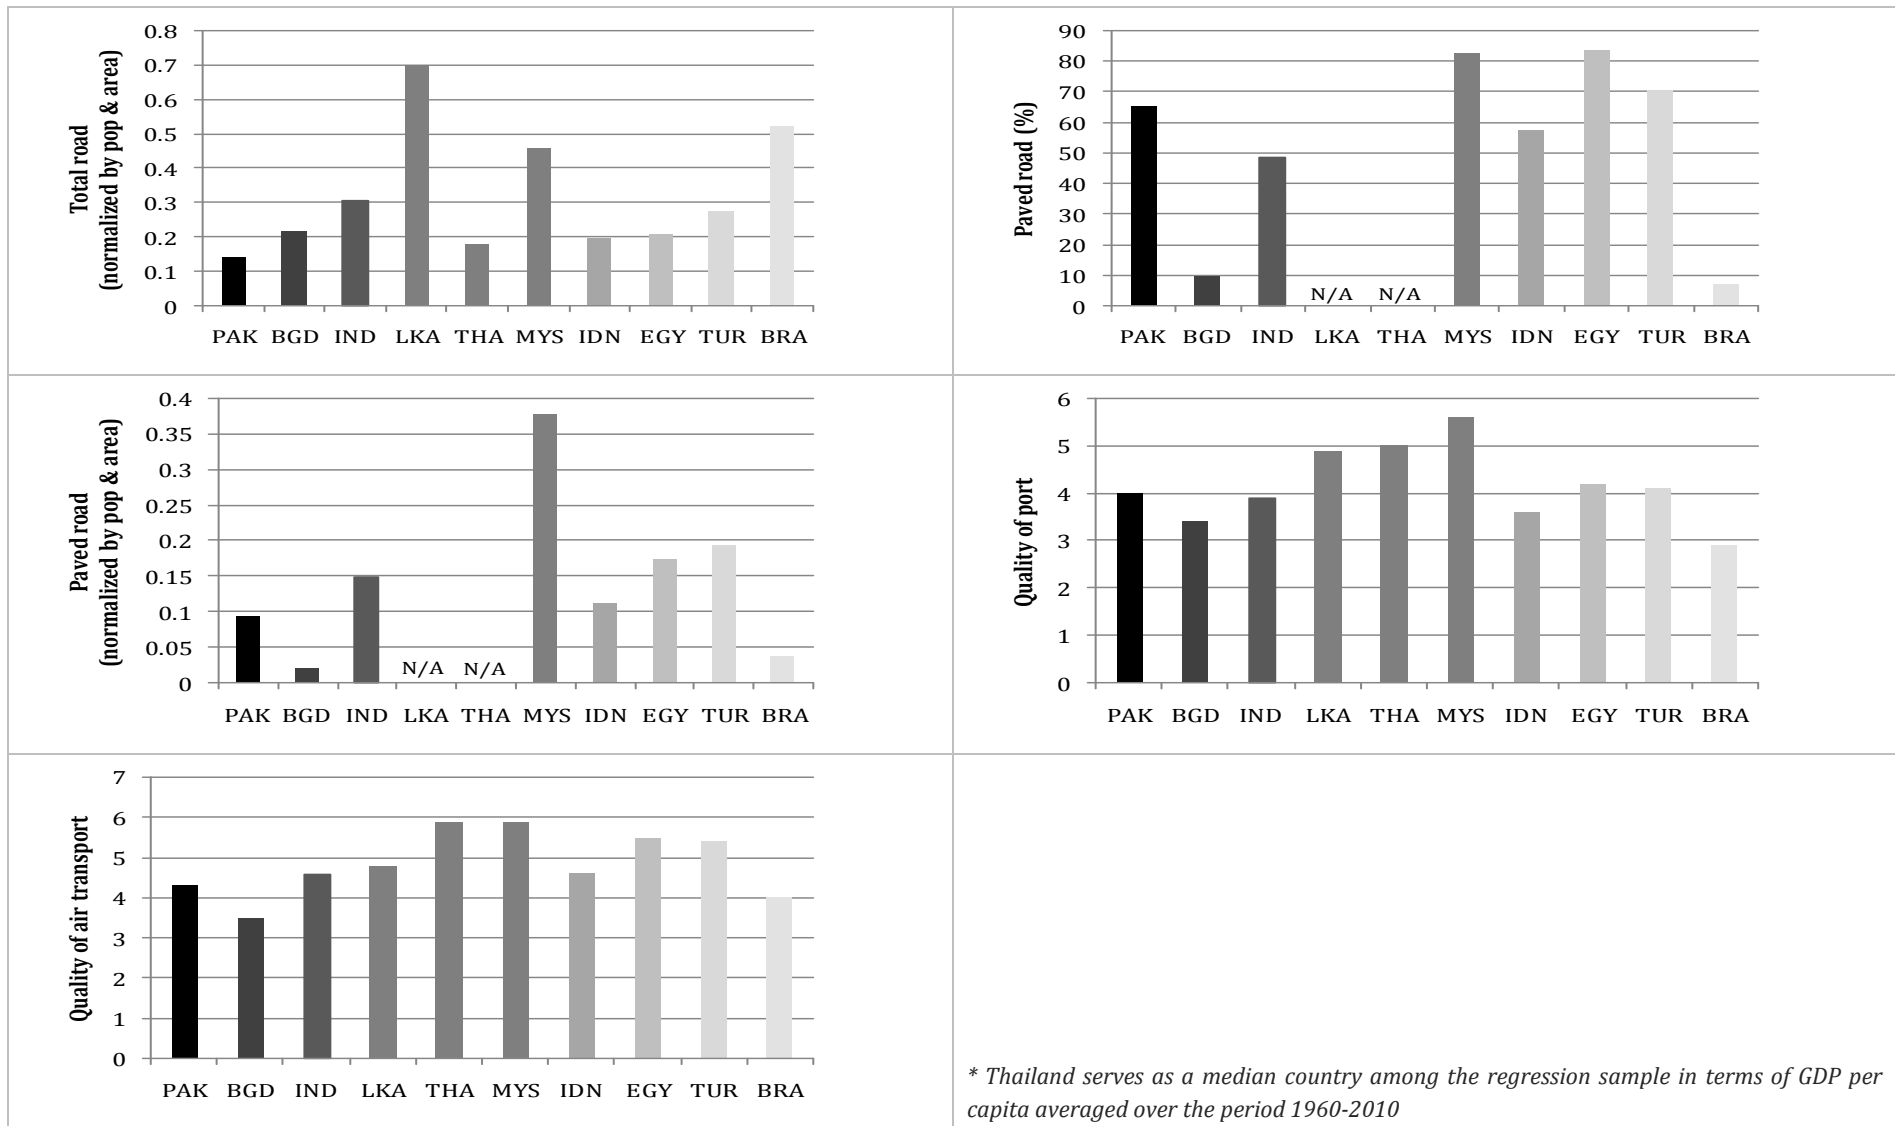 Total road
(normalized by pop & area)
0.8
0.7
0.6
0.5
0.4
0.3
0.2
0.1
0
PAK BGD IND LKA THA MYS IDN EGY TUR BRA
Paved road (%)
90
80
70
60
50
40
30
20
10
0
N/A N/A
PAK BGD IND LKA THA MYS IDN EGY TUR BRA
Paved road
(normalized by pop & area)
0.4
0.35
0.3
0.25
0.2
0.15
0.1
0.05
0
N/A N/A
PAK BGD IND LKA THA MYS IDN EGY TUR BRA
Quality of port
6
5
4
3
2
1
0
PAK BGD IND LKA THA MYS IDN EGY TUR BRA
Quality of air transport
7
6
5
4
3
2
1
0
PAK BGD IND LKA THA MYS IDN EGY TUR BRA
* Thailand serves as a median country among the regression sample in terms of GDP per
capita averaged over the period 1960-2010